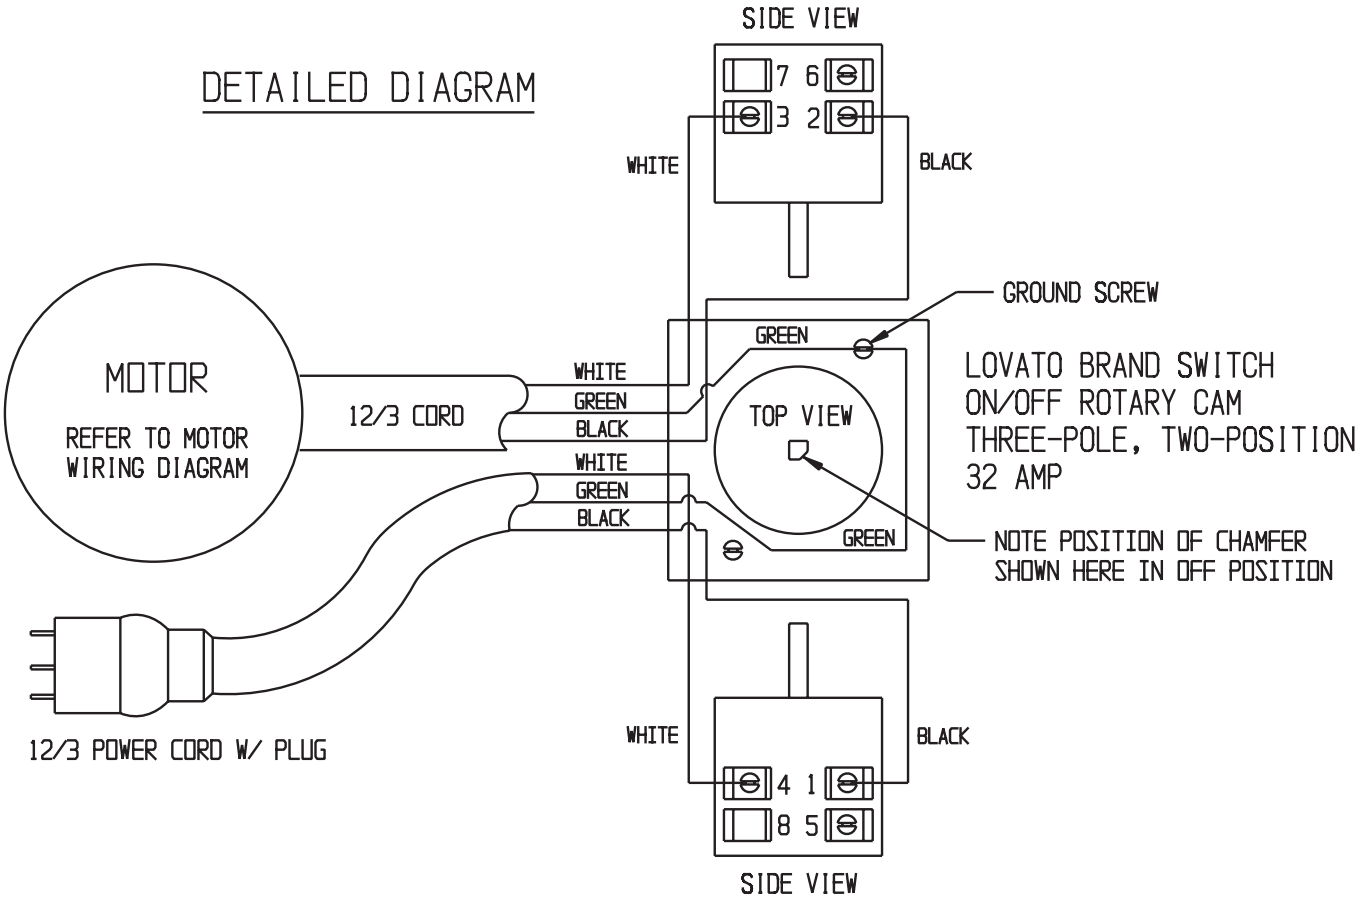 SIDE VIEW
DETAILED DIAGRAM
7 6
3 2
WHITE
BLACK
GROUND SCREW
GREEN
MOTOR
REFER TO MOTOR
WIRING DIAGRAM
12/3 CORD
WHITE
GREEN
BLACK
WHITE
GREEN
BLACK
TOP VIEW
LOVATO BRAND SWITCH
ON/OFF ROTARY CAM
THREE-POLE, TWO-POSITION
32 AMP
GREEN
NOTE POSITION OF CHAMFER
SHOWN HERE IN OFF POSITION
12/3 POWER CORD W/ PLUG
WHITE
BLACK
4 1
8 5
SIDE VIEW